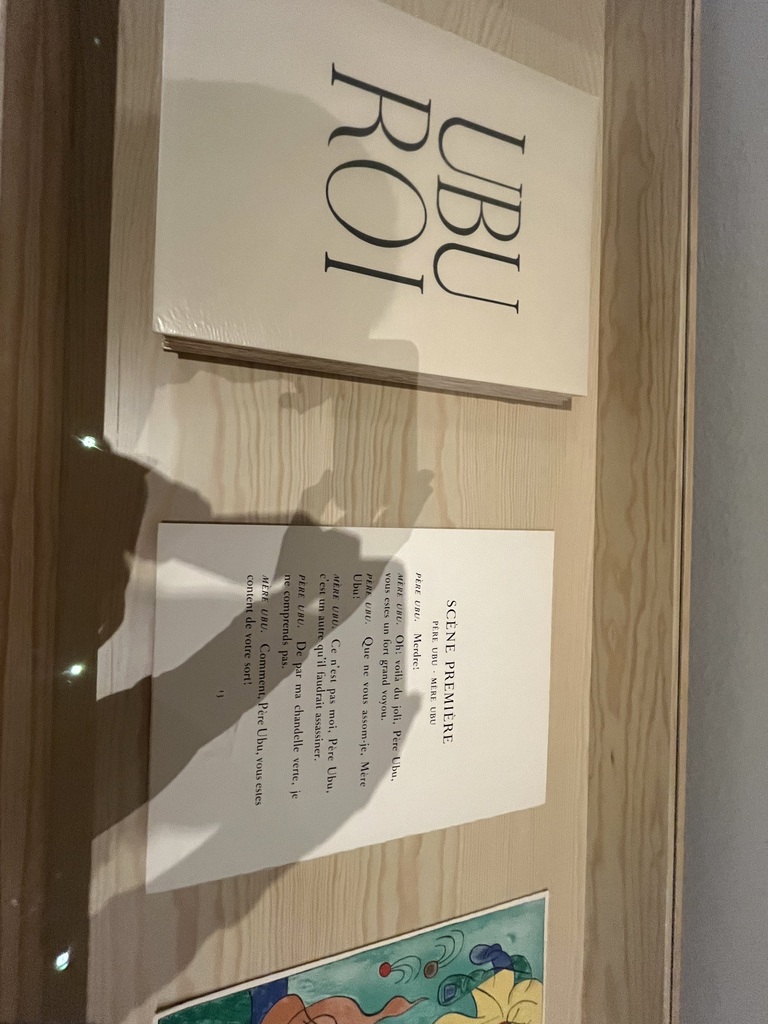 UBU
ROI
SCÈNE PREMIÈRE
PÈRE UBU · MÈRE UBU
PÈRE UBU. Merdre!
MÈRE UBU. Oh! voilà du joli, Père Ubu,
vous estes un fort grand voyou.
PÈRE UBU. Que ne vous assom-je, Mère
Ubu!
MÈRE UBU. Ce n'est pas moi, Père Ubu,
c'est un autre qu'il faudrait assassiner.
PÈRE UBU. De par ma chandelle verte, je
ne comprends pas.
MÈRE UBU. Comment, Père Ubu, vous estes
content de votre sort!
13